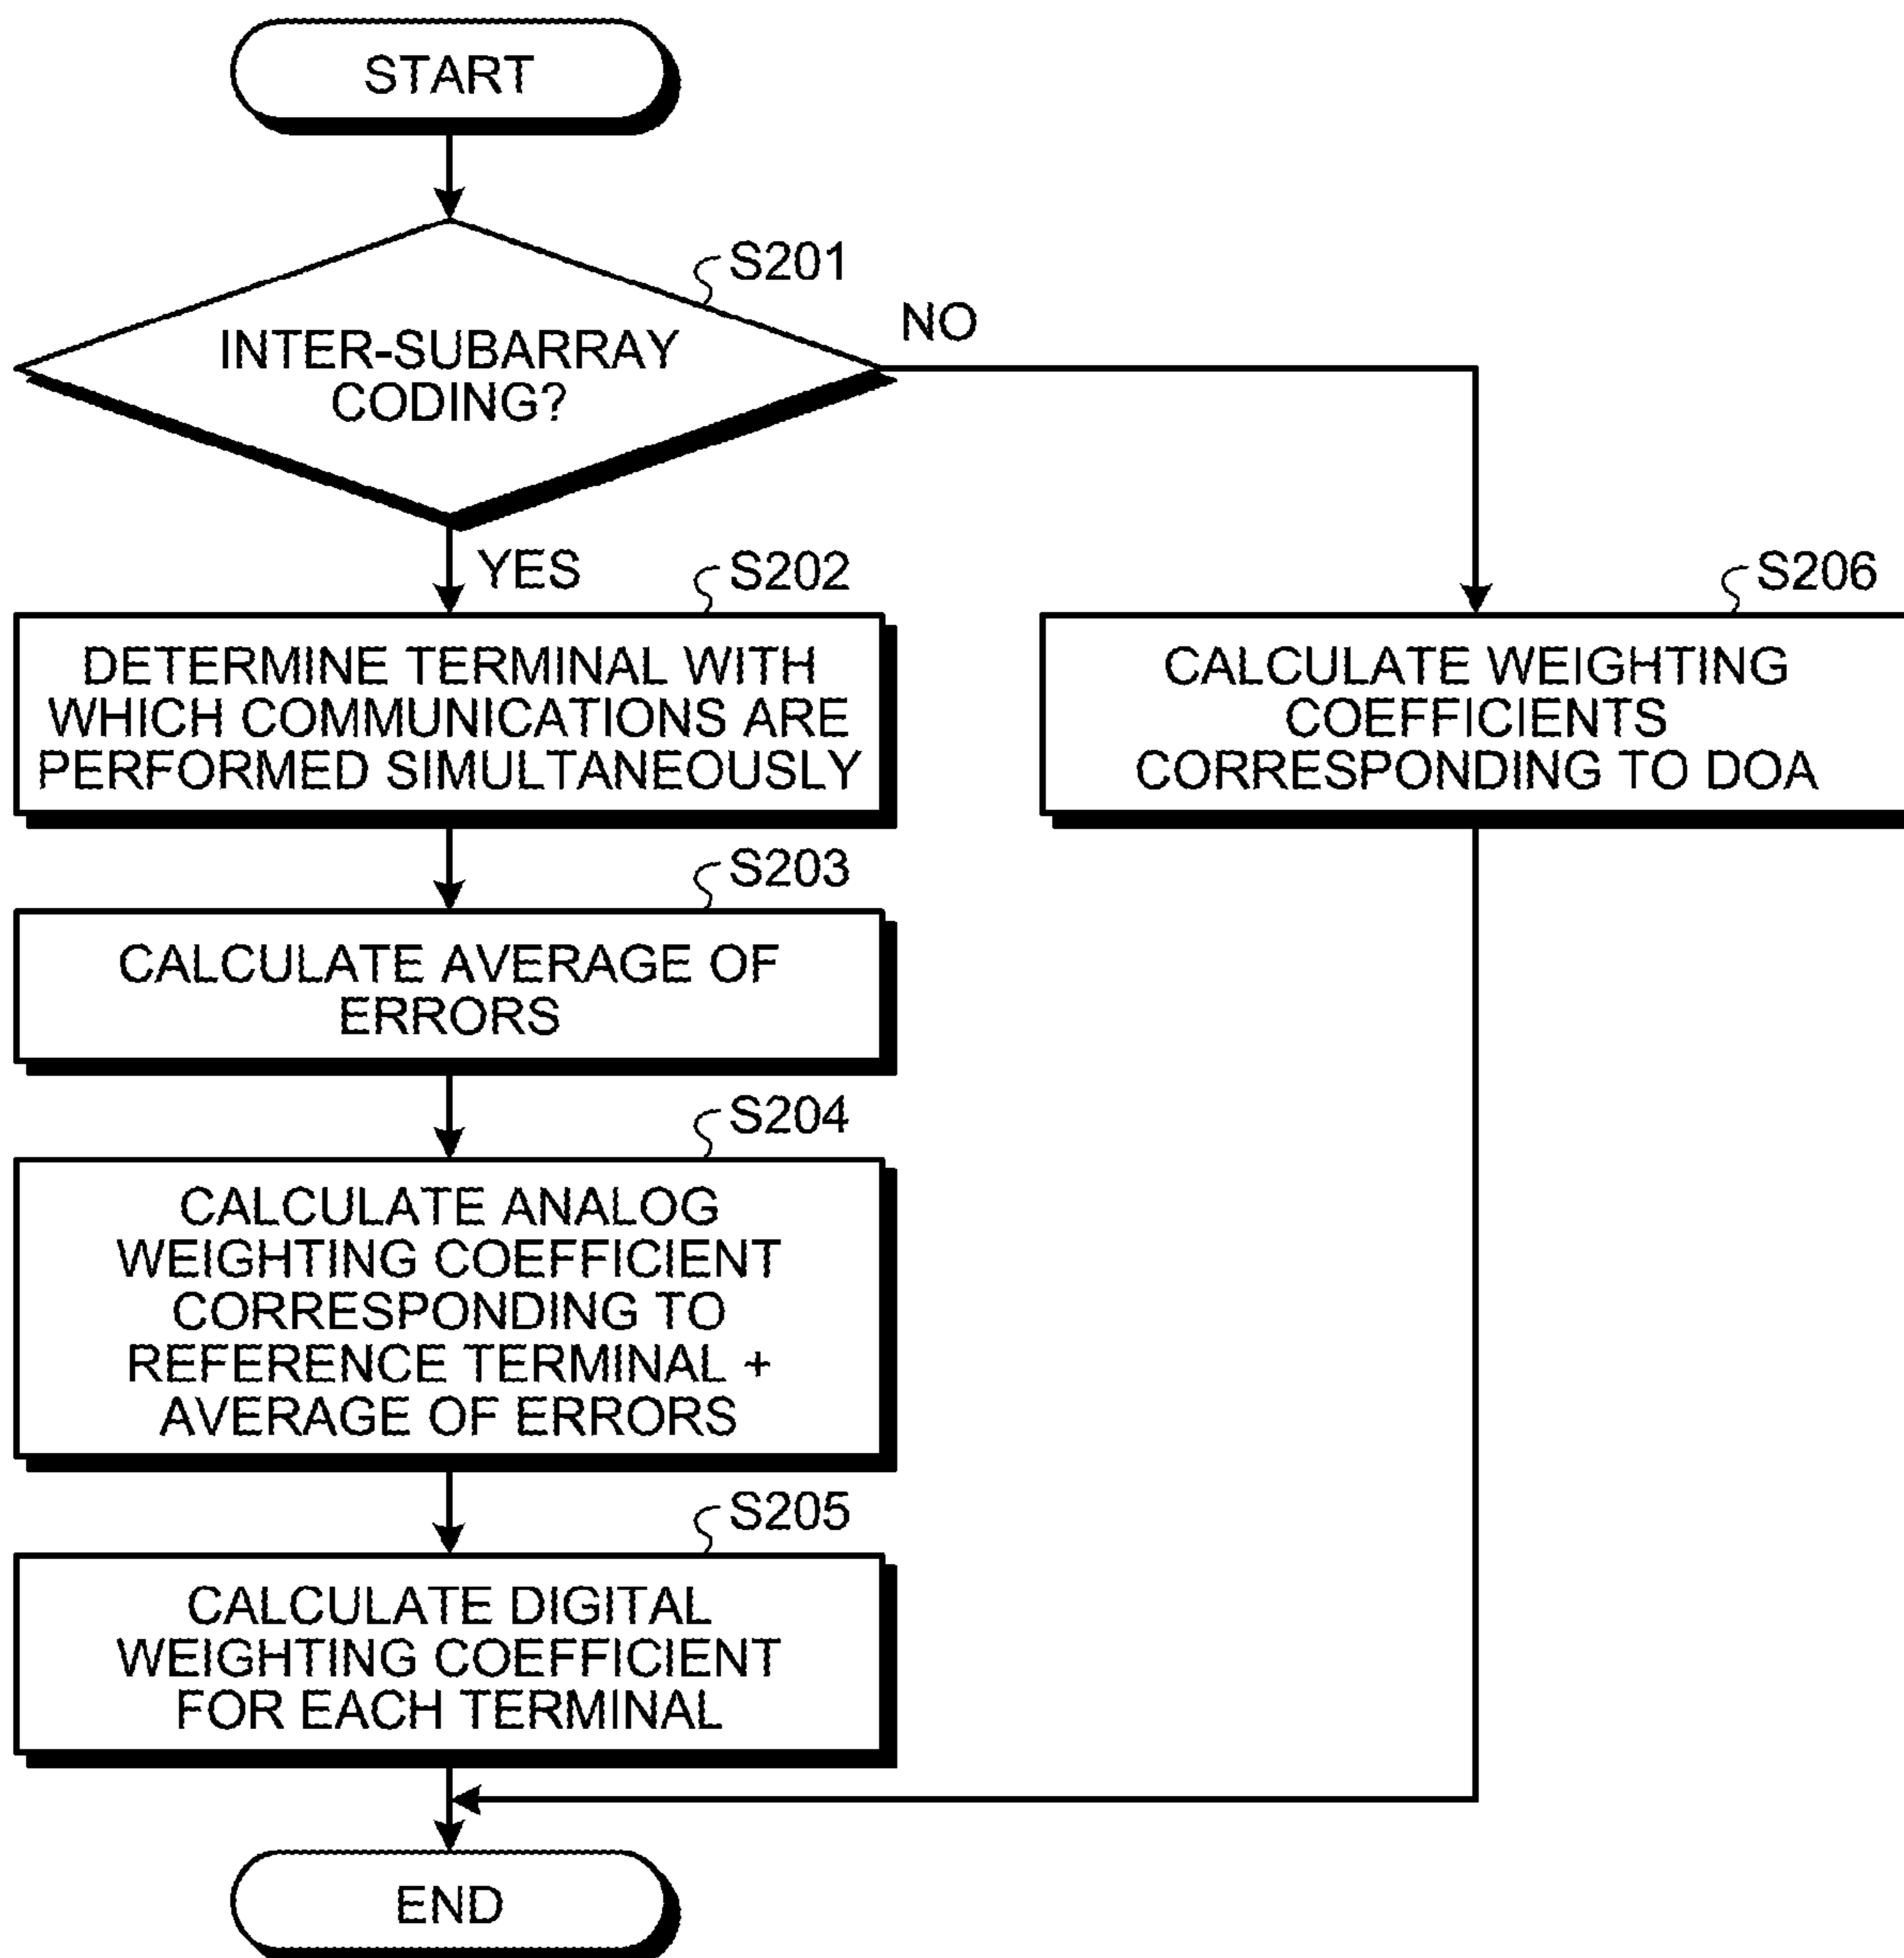 START
S201
INTER-SUBARRAY
CODING?
NO
YES
S202
DETERMINE TERMINAL WITH
WHICH COMMUNICATIONS ARE
PERFORMED SIMULTANEOUSLY
S206
CALCULATE WEIGHTING
COEFFICIENTS
CORRESPONDING TO DOA
S203
CALCULATE AVERAGE OF
ERRORS
S204
CALCULATE ANALOG
WEIGHTING COEFFICIENT
CORRESPONDING TO
REFERENCE TERMINAL +
AVERAGE OF ERRORS
S205
CALCULATE DIGITAL
WEIGHTING COEFFICIENT
FOR EACH TERMINAL
END